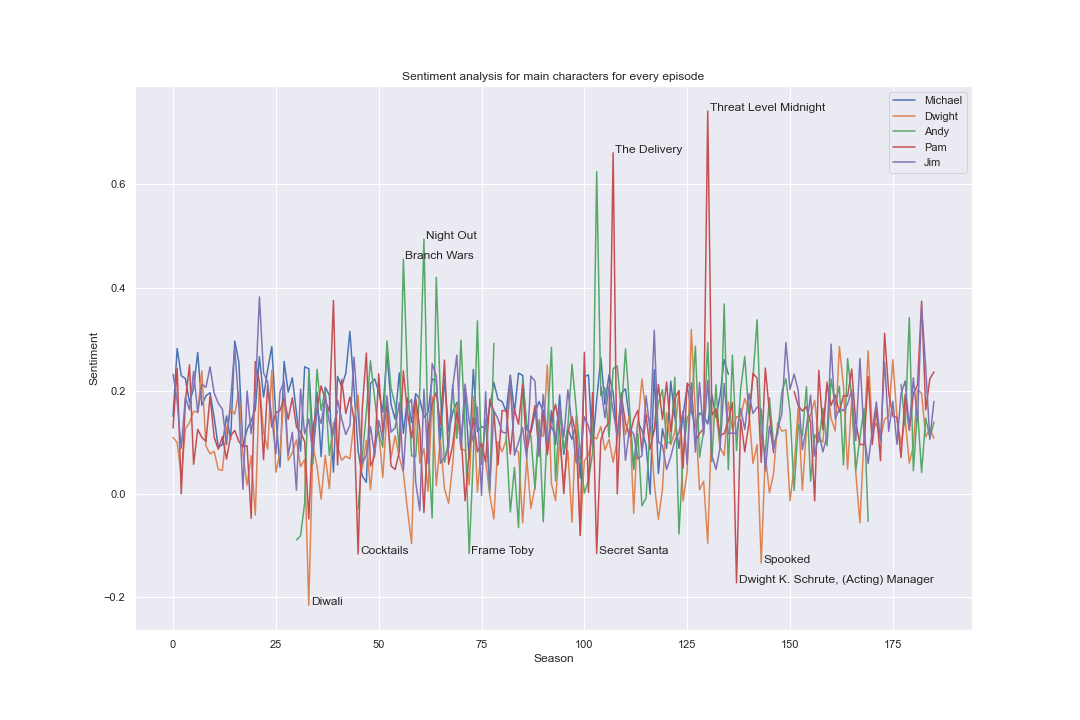 Sentiment analysis for main characters for every episode
Threat Level Midnight
Michael
Dwight
Andy
Pam
Jim
The Delivery
0.6
Night Out
Branch Wars
0.4
Sentiment
0.2
0.0
Cocktails
Frame Toby
Secret Santa
Spooked
Dwight K. Schrute, (Acting) Manager
−0.2
Diwali
0
25
50
75
100
125
150
175
Season